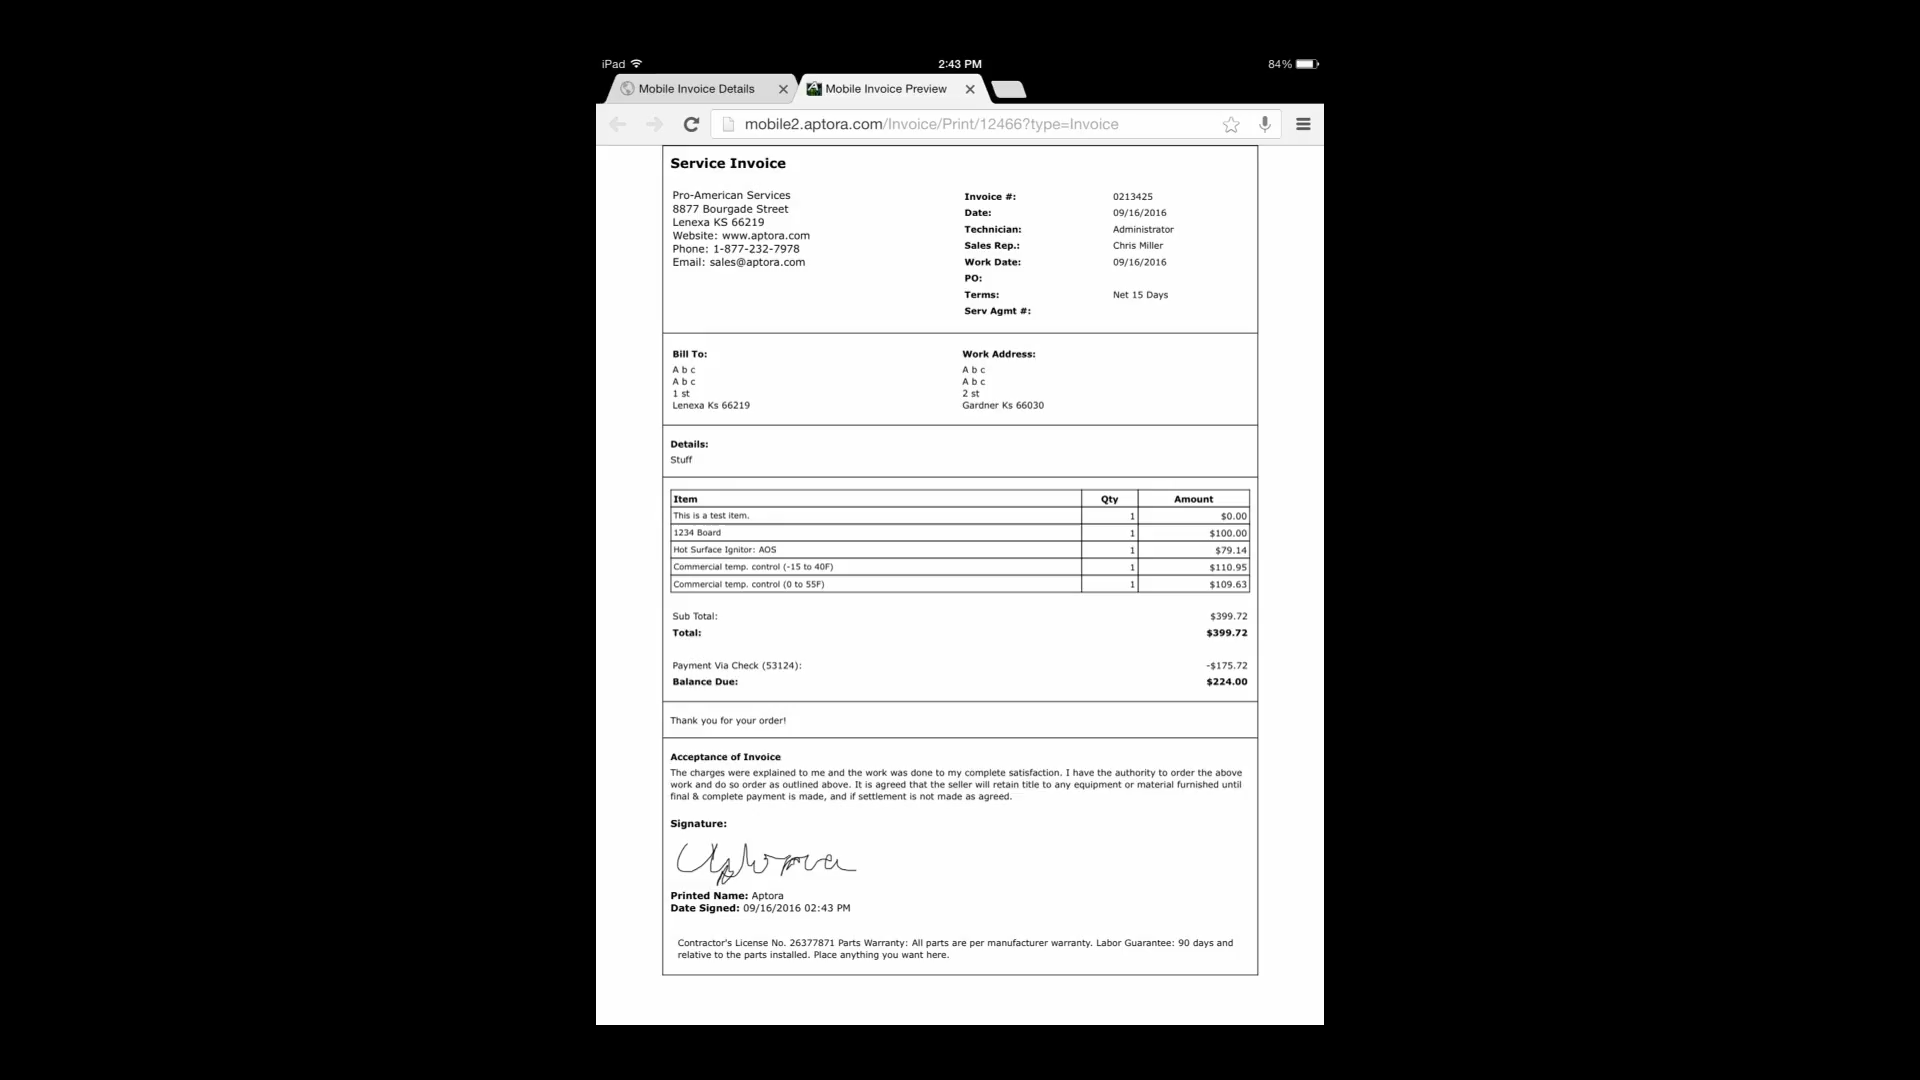 iPad 2:43 PM 84%
Mobile Invoice Details Mobile Invoice Preview
mobile2.aptora.com/Invoice/Print/12466?type=Invoice
Service Invoice
Pro-American Services
8877 Bourgade Street
Lenexa KS 66219
Website: www.aptora.com
Phone: 1-877-232-7978
Email: sales@aptora.com
Invoice #: 0213425
Date: 09/16/2016
Technician: Administrator
Sales Rep.: Chris Miller
Work Date: 09/16/2016
PO:
Terms: Net 15 Days
Serv Agmt #:
Bill To:
A b c
A b c
1 st
Lenexa Ks 66219
Work Address:
A b c
A b c
2 st
Gardner Ks 66030
Details:
Stuff
Item Qty Amount
This is a test item. 1 $0.00
1234 Board 1 $100.00
Hot Surface Ignitor: AOS 1 $79.14
Commercial temp. control (-15 to 40F) 1 $110.95
Commercial temp. control (0 to 55F) 1 $109.63
Sub Total: $399.72
Total: $399.72
Payment Via Check (53124): -$175.72
Balance Due: $224.00
Thank you for your order!
Acceptance of Invoice
The charges were explained to me and the work was done to my complete satisfaction. I have the authority to order the above
work and do so order as outlined above. It is agreed that the seller will retain title to any equipment or material furnished until
final & complete payment is made, and if settlement is not made as agreed.
Signature:
Aptora
Printed Name: Aptora
Date Signed: 09/16/2016 02:43 PM
Contractor's License No. 26377871 Parts Warranty: All parts are per manufacturer warranty. Labor Guarantee: 90 days and
relative to the parts installed. Place anything you want here.